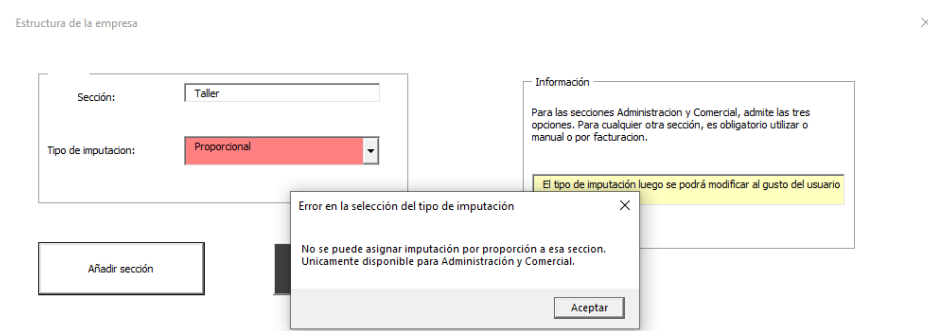 Estructura de la empresa
Sección:
Taller
Tipo de imputacion:
Proporcional
Información
Para las secciones Administracion y Comercial, admite las tres
opciones. Para cualquier otra sección, es obligatorio utilizar o
manual o por facturacion.
El tipo de imputación luego se podrá modificar al gusto del usuario
Error en la selección del tipo de imputación
No se puede asignar imputación por proporción a esa seccion.
Unicamente disponible para Administración y Comercial.
Aceptar
Añadir sección